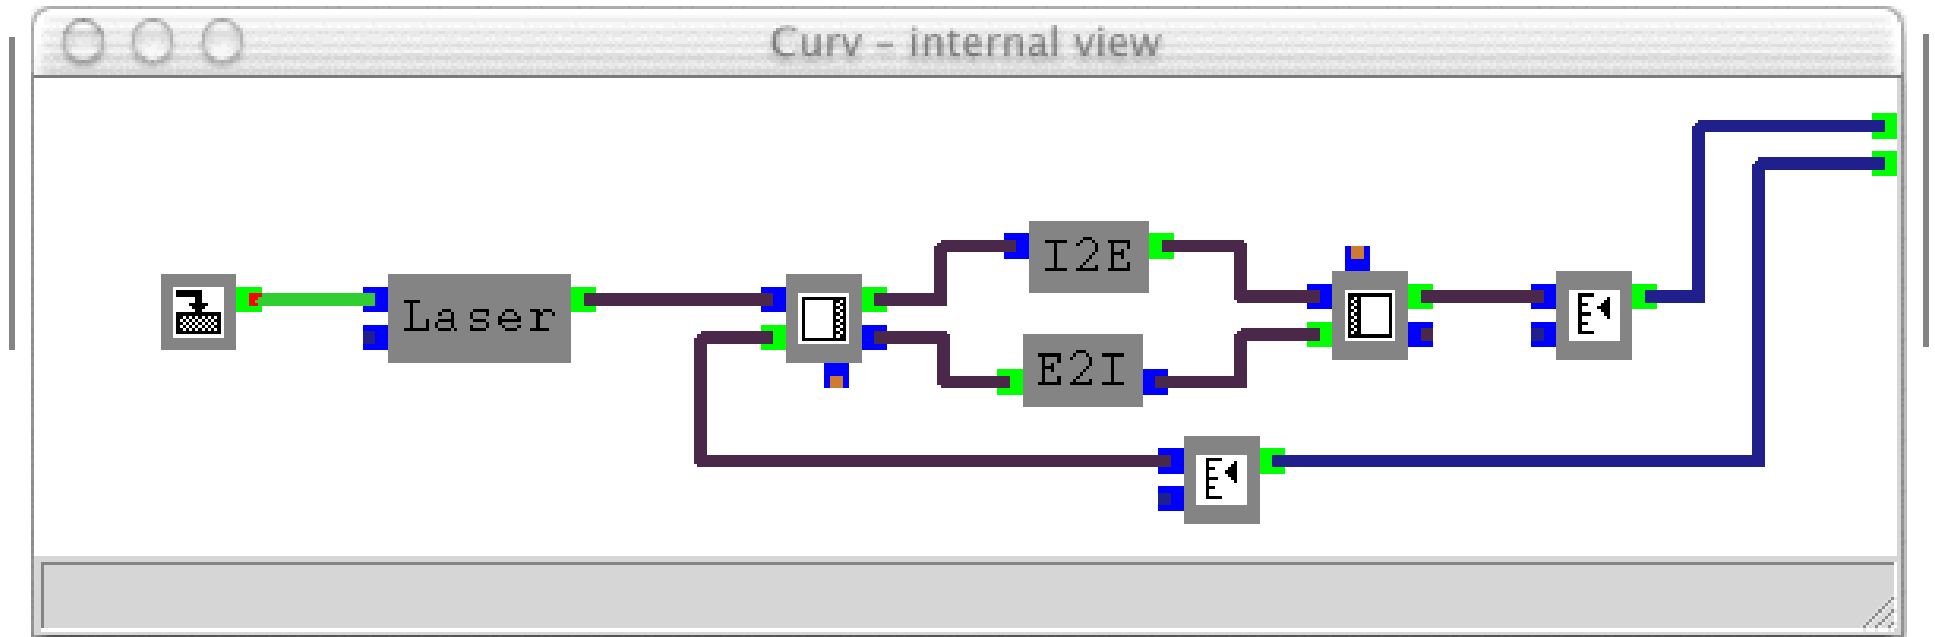 Curv – internal view
I2E
Laser
E2I